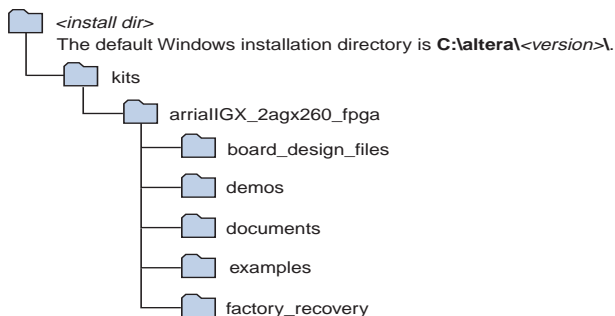 <install dir>
The default Windows installation directory is C:\altera\<version>\.
kits
arriaIIGX_2agx260_fpga
board_design_files
demos
documents
examples
factory_recovery